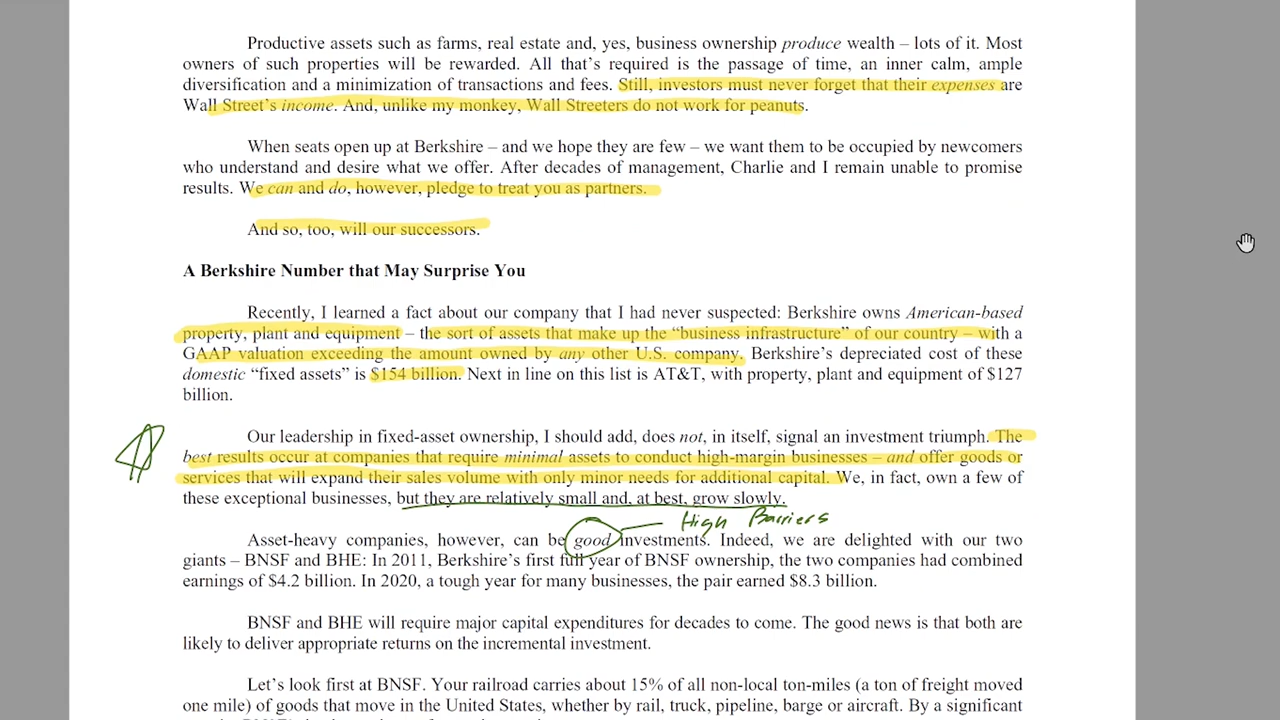 Productive assets such as farms, real estate and, yes, business ownership produce wealth – lots of it. Most
owners of such properties will be rewarded. All that’s required is the passage of time, an inner calm, ample
diversification and a minimization of transactions and fees. Still, investors must never forget that their expenses are
Wall Street’s income. And, unlike my monkey, Wall Streeters do not work for peanuts.
When seats open up at Berkshire – and we hope they are few – we want them to be occupied by newcomers
who understand and desire what we offer. After decades of management, Charlie and I remain unable to promise
results. We can and do, however, pledge to treat you as partners.
And so, too, will our successors.
A Berkshire Number that May Surprise You
Recently, I learned a fact about our company that I had never suspected: Berkshire owns American-based
property, plant and equipment – the sort of assets that make up the “business infrastructure” of our country – with a
GAAP valuation exceeding the amount owned by any other U.S. company. Berkshire’s depreciated cost of these
domestic “fixed assets” is $154 billion. Next in line on this list is AT&T, with property, plant and equipment of $127
billion.
Our leadership in fixed-asset ownership, I should add, does not, in itself, signal an investment triumph. The
best results occur at companies that require minimal assets to conduct high-margin businesses – and offer goods or
services that will expand their sales volume with only minor needs for additional capital. We, in fact, own a few of
these exceptional businesses, but they are relatively small and, at best, grow slowly.
High Barriers
Asset-heavy companies, however, can be good investments. Indeed, we are delighted with our two
giants – BNSF and BHE: In 2011, Berkshire’s first full year of BNSF ownership, the two companies had combined
earnings of $4.2 billion. In 2020, a tough year for many businesses, the pair earned $8.3 billion.
BNSF and BHE will require major capital expenditures for decades to come. The good news is that both are
likely to deliver appropriate returns on the incremental investment.
Let’s look first at BNSF. Your railroad carries about 15% of all non-local ton-miles (a ton of freight moved
one mile) of goods that move in the United States, whether by rail, truck, pipeline, barge or aircraft. By a significant